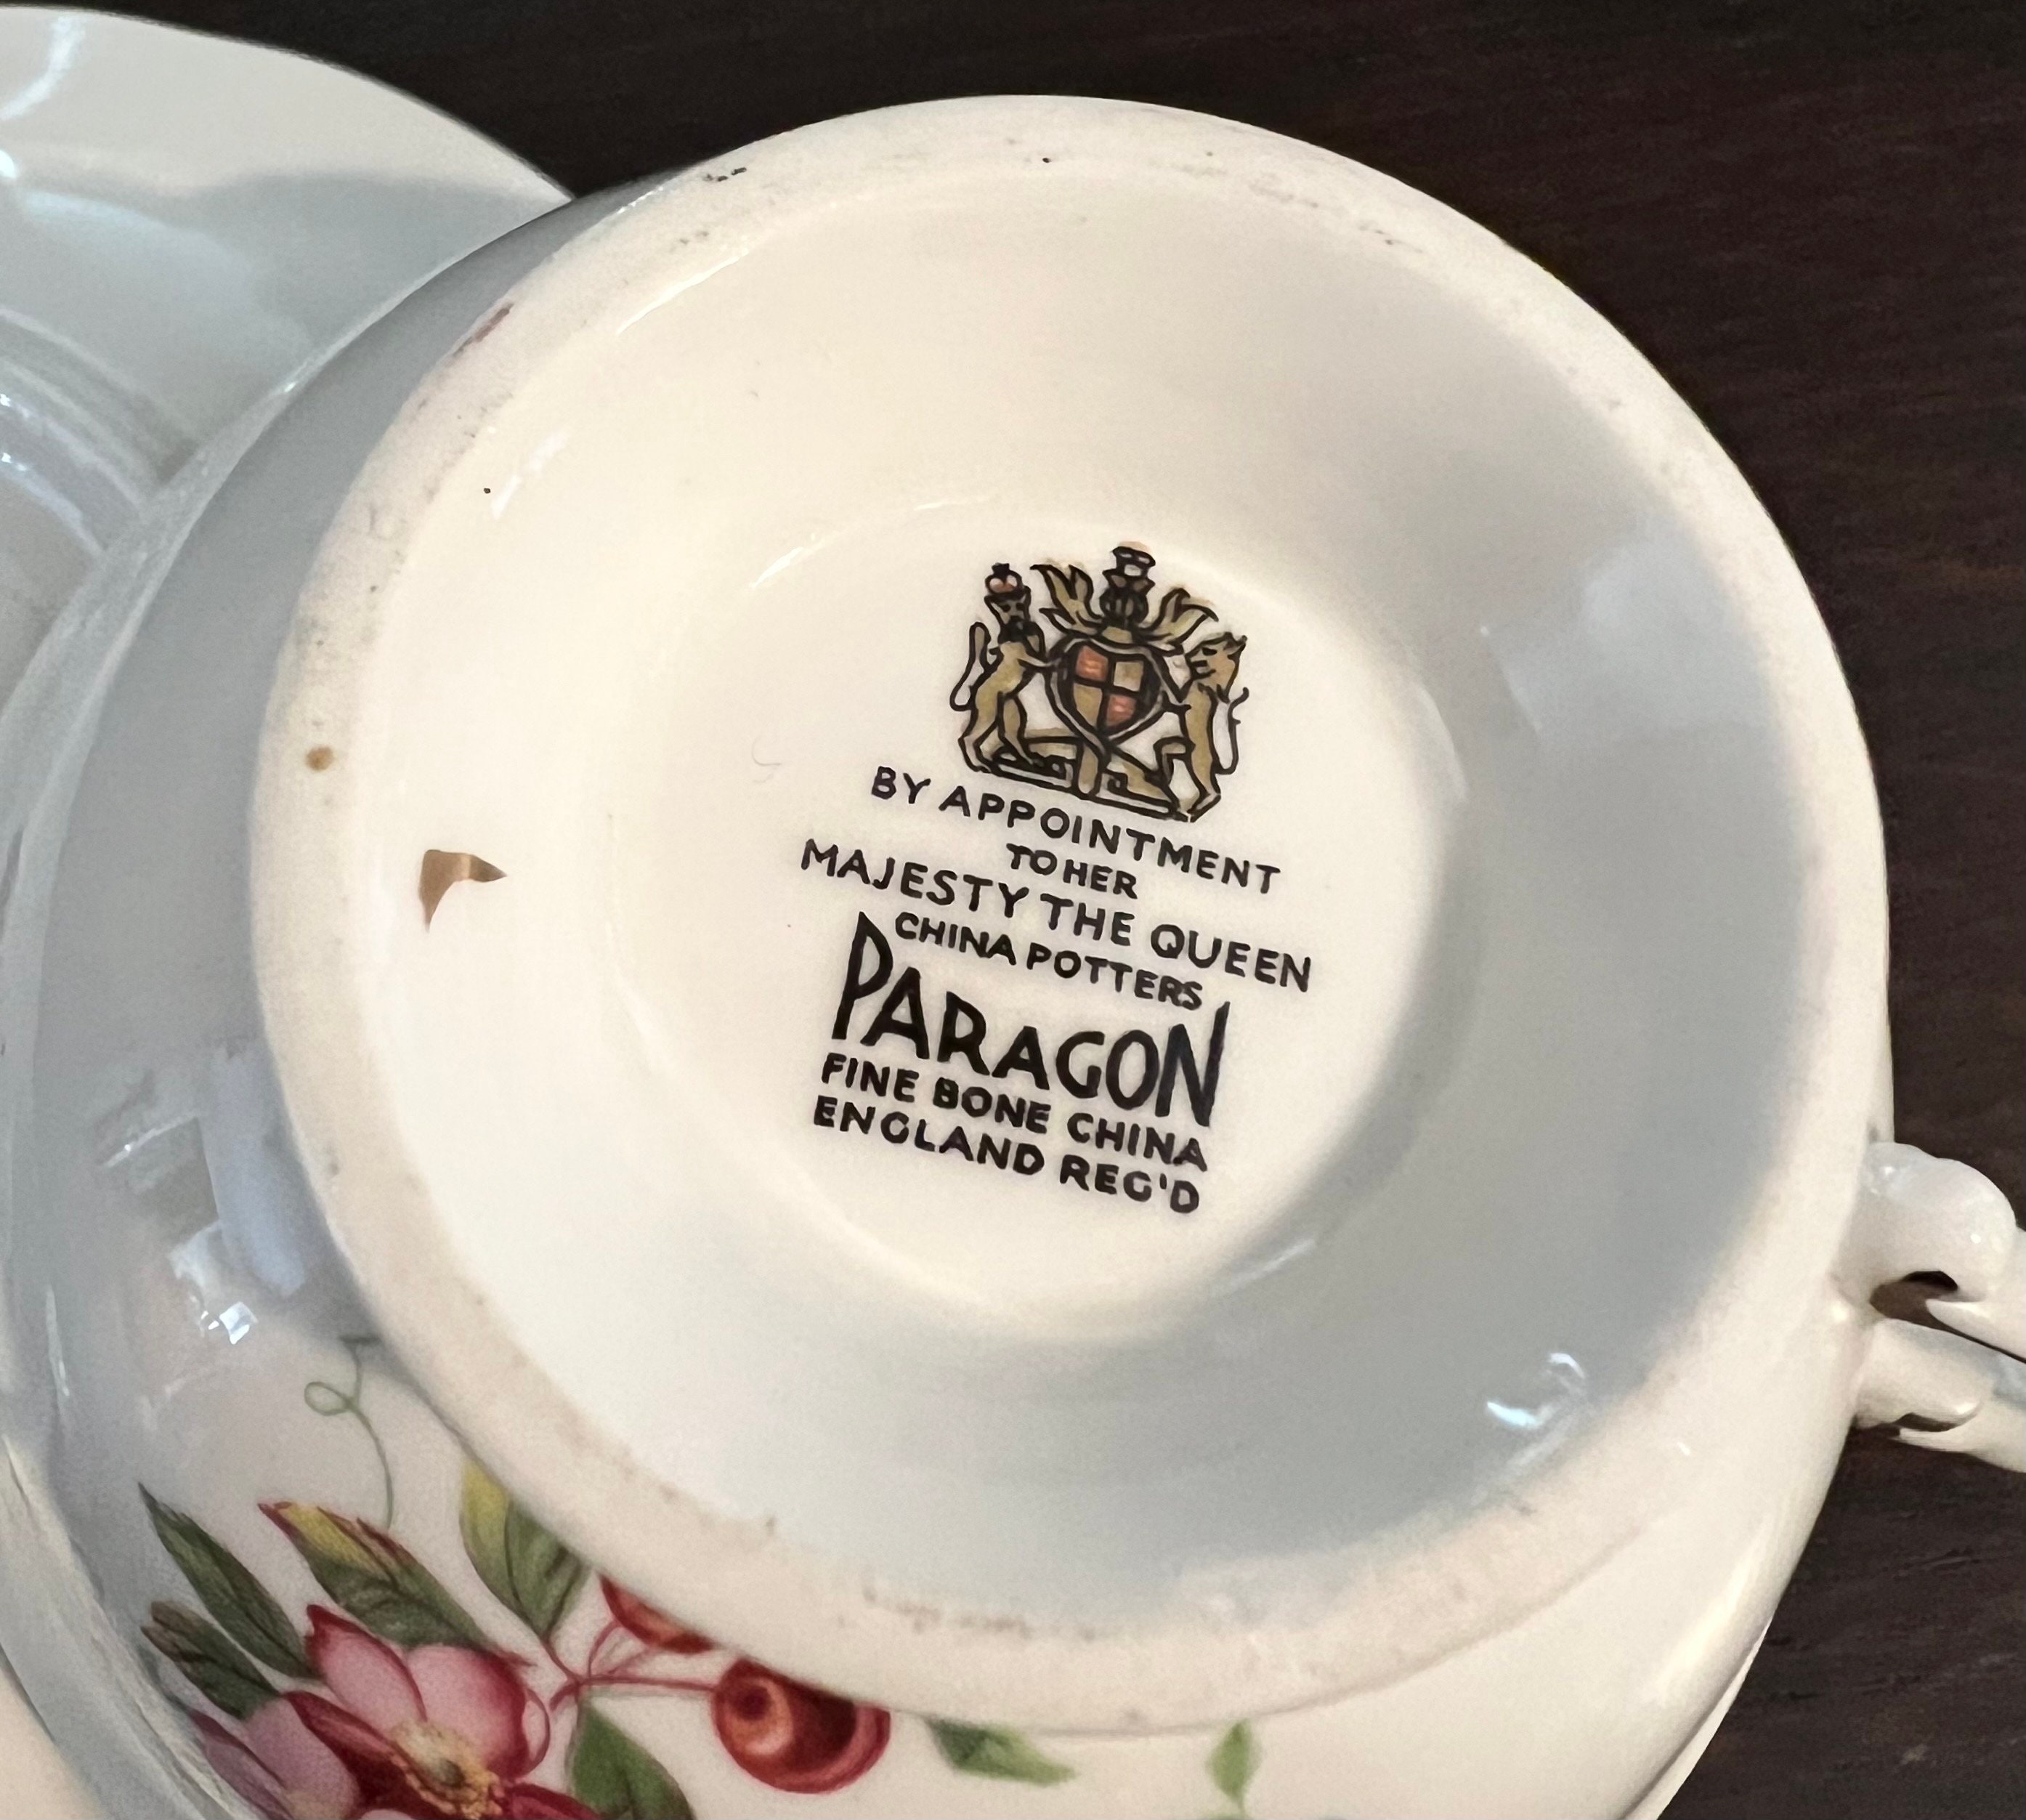 BY APPOINTMENT
TO HER
MAJESTY THE QUEEN
CHINA POTTERS
PARAGON
FINE BONE CHINA
ENGLAND REG'D